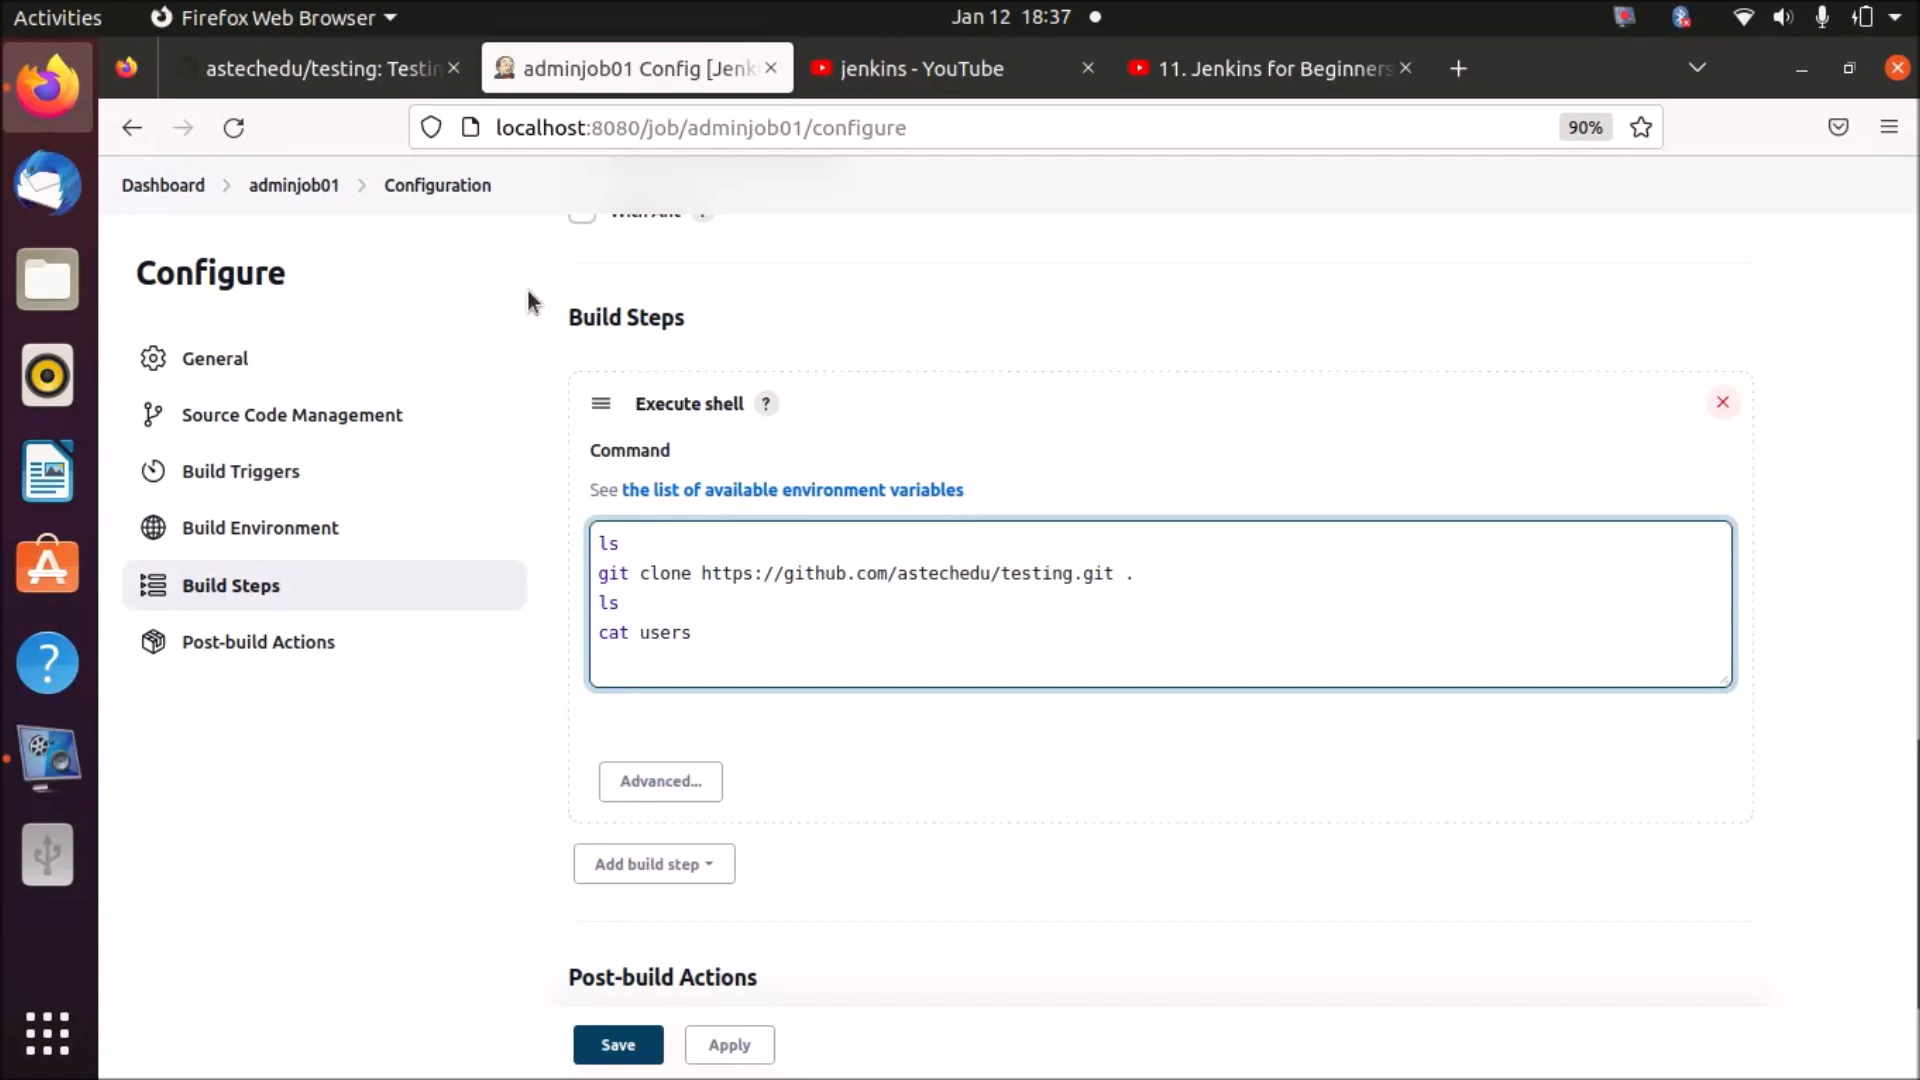 Activities
Firefox Web Browser
Jan 12 18:37
astechedu/testing: Testin
adminjob01 Config [Jenk
jenkins - YouTube
11. Jenkins for Beginners
localhost:8080/job/adminjob01/configure
90%
Dashboard
adminjob01
Configuration
With Ant
Configure
General
Source Code Management
Build Triggers
Build Environment
Build Steps
Post-build Actions
Build Steps
Execute shell ?
Command
See the list of available environment variables
ls
git clone https://github.com/astechedu/testing.git .
ls
cat users
Advanced...
Add build step
Post-build Actions
Save
Apply